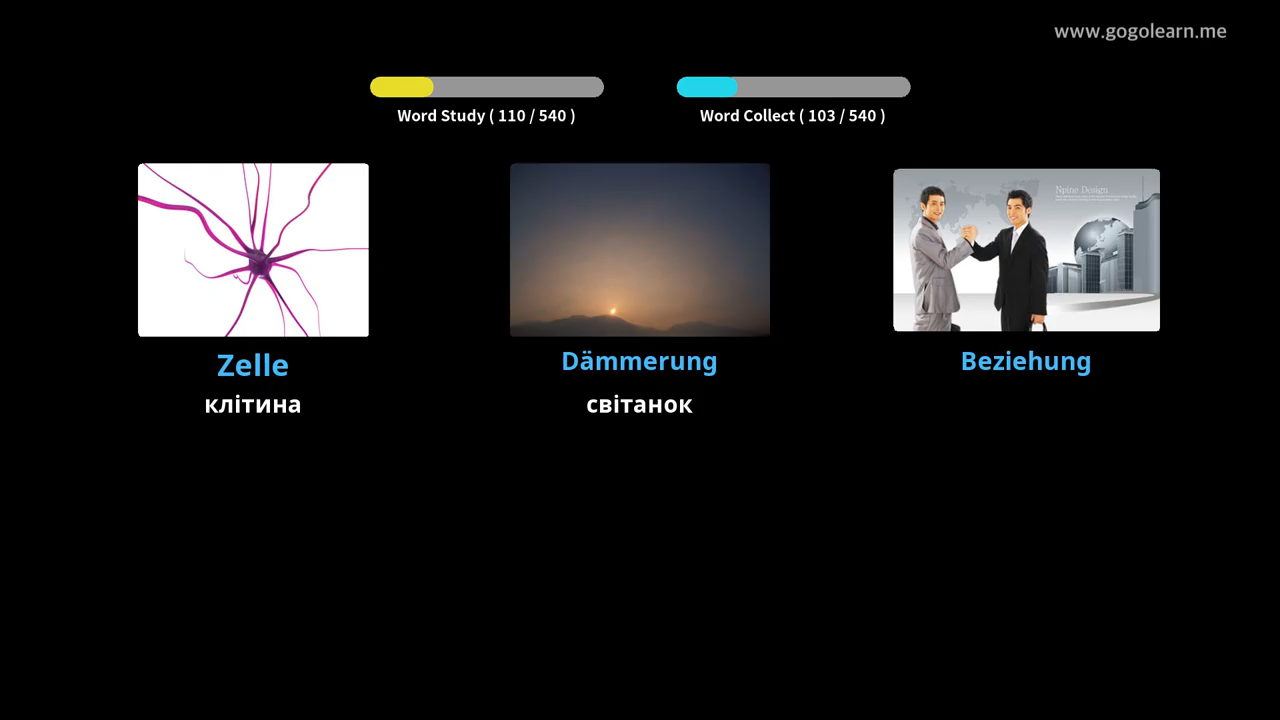 www.gogolearn.me
Word Study ( 110 / 540 )
Word Collect ( 103 / 540 )
Npine Design
Zelle
Dämmerung
Beziehung
клітина
світанок